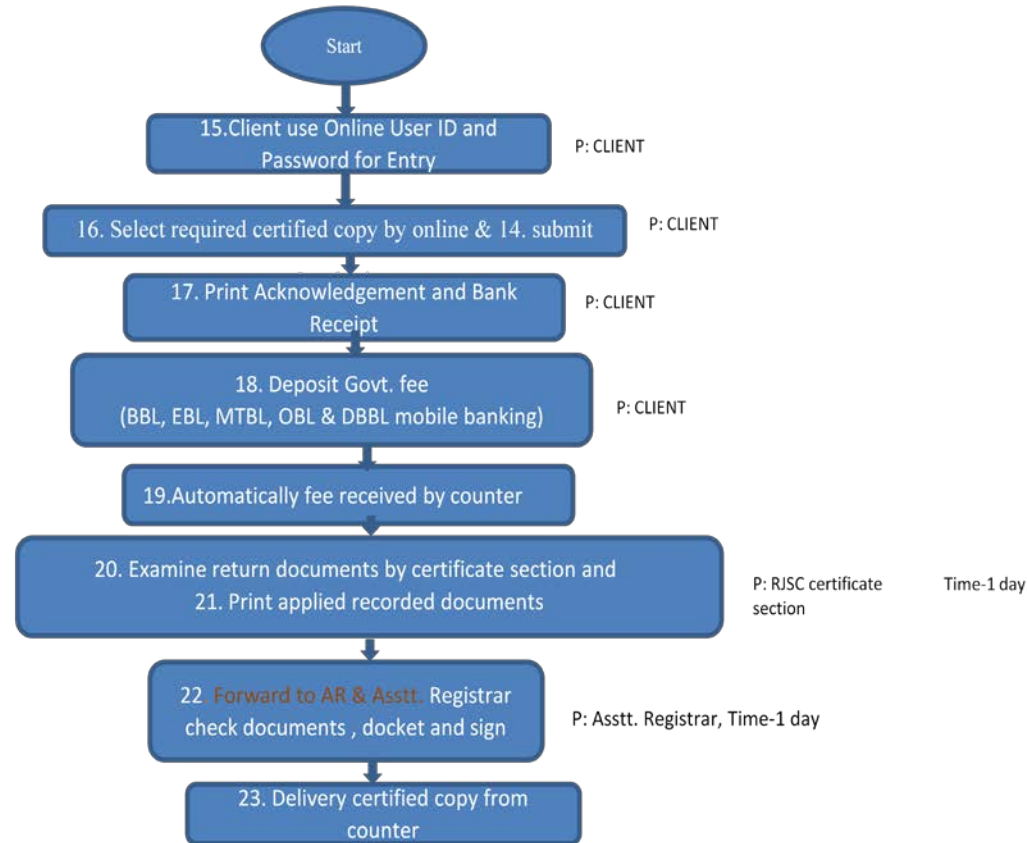 Start
15.Client use Online User ID and
Password for Entry
P: CLIENT
16. Select required certified copy by online & 14. submit
P: CLIENT
17. Print Acknowledgement and Bank
Receipt
P: CLIENT
18. Deposit Govt. fee
(BBL, EBL, MTBL, OBL & DBBL mobile banking)
P: CLIENT
19.Automatically fee received by counter
20. Examine return documents by certificate section and
21. Print applied recorded documents
P: RJSC certificate
section
Time-1 day
22. Forward to AR & Asstt. Registrar
check documents , docket and sign
P: Asstt. Registrar, Time-1 day
23. Delivery certified copy from
counter